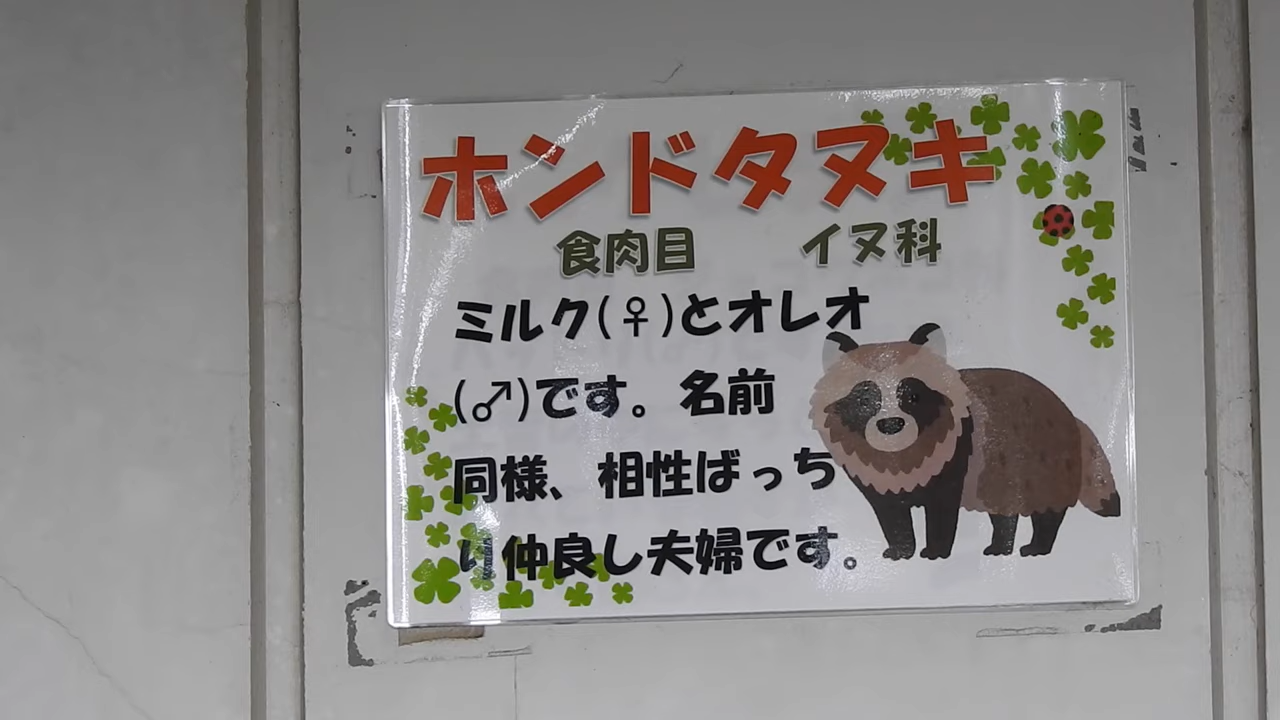 ホンドタヌキ
食肉目 イヌ科
ミルク(♀)とオレオ
(♂)です。名前
同様、相性ばっち
り仲良し夫婦です。